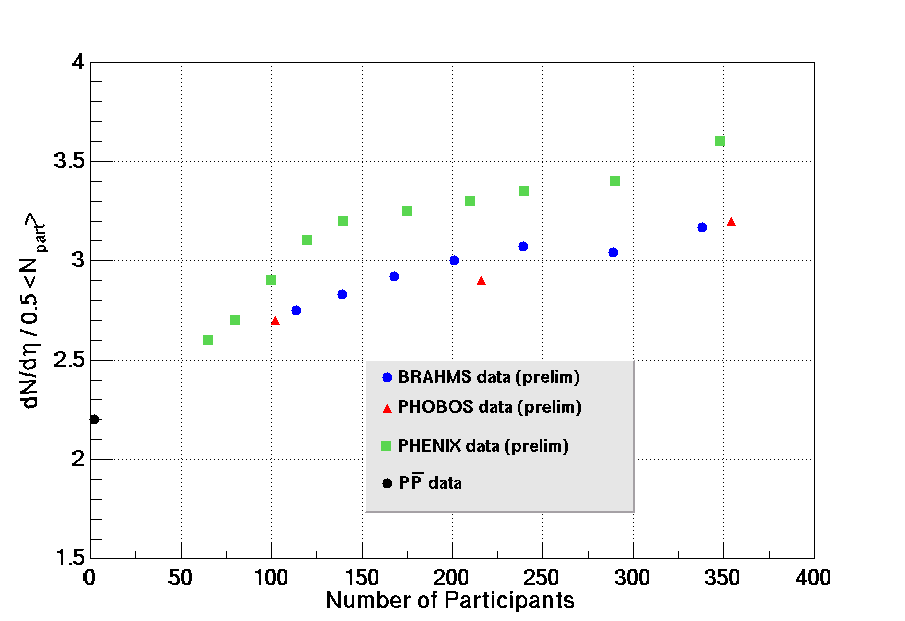 4
3.5
3
2.5
2
1.5
dN/dη / 0.5 <N_part>
BRAHMS data (prelim)
PHOBOS data (prelim)
PHENIX data (prelim)
PP̅ data
0 50 100 150 200 250 300 350 400
Number of Participants